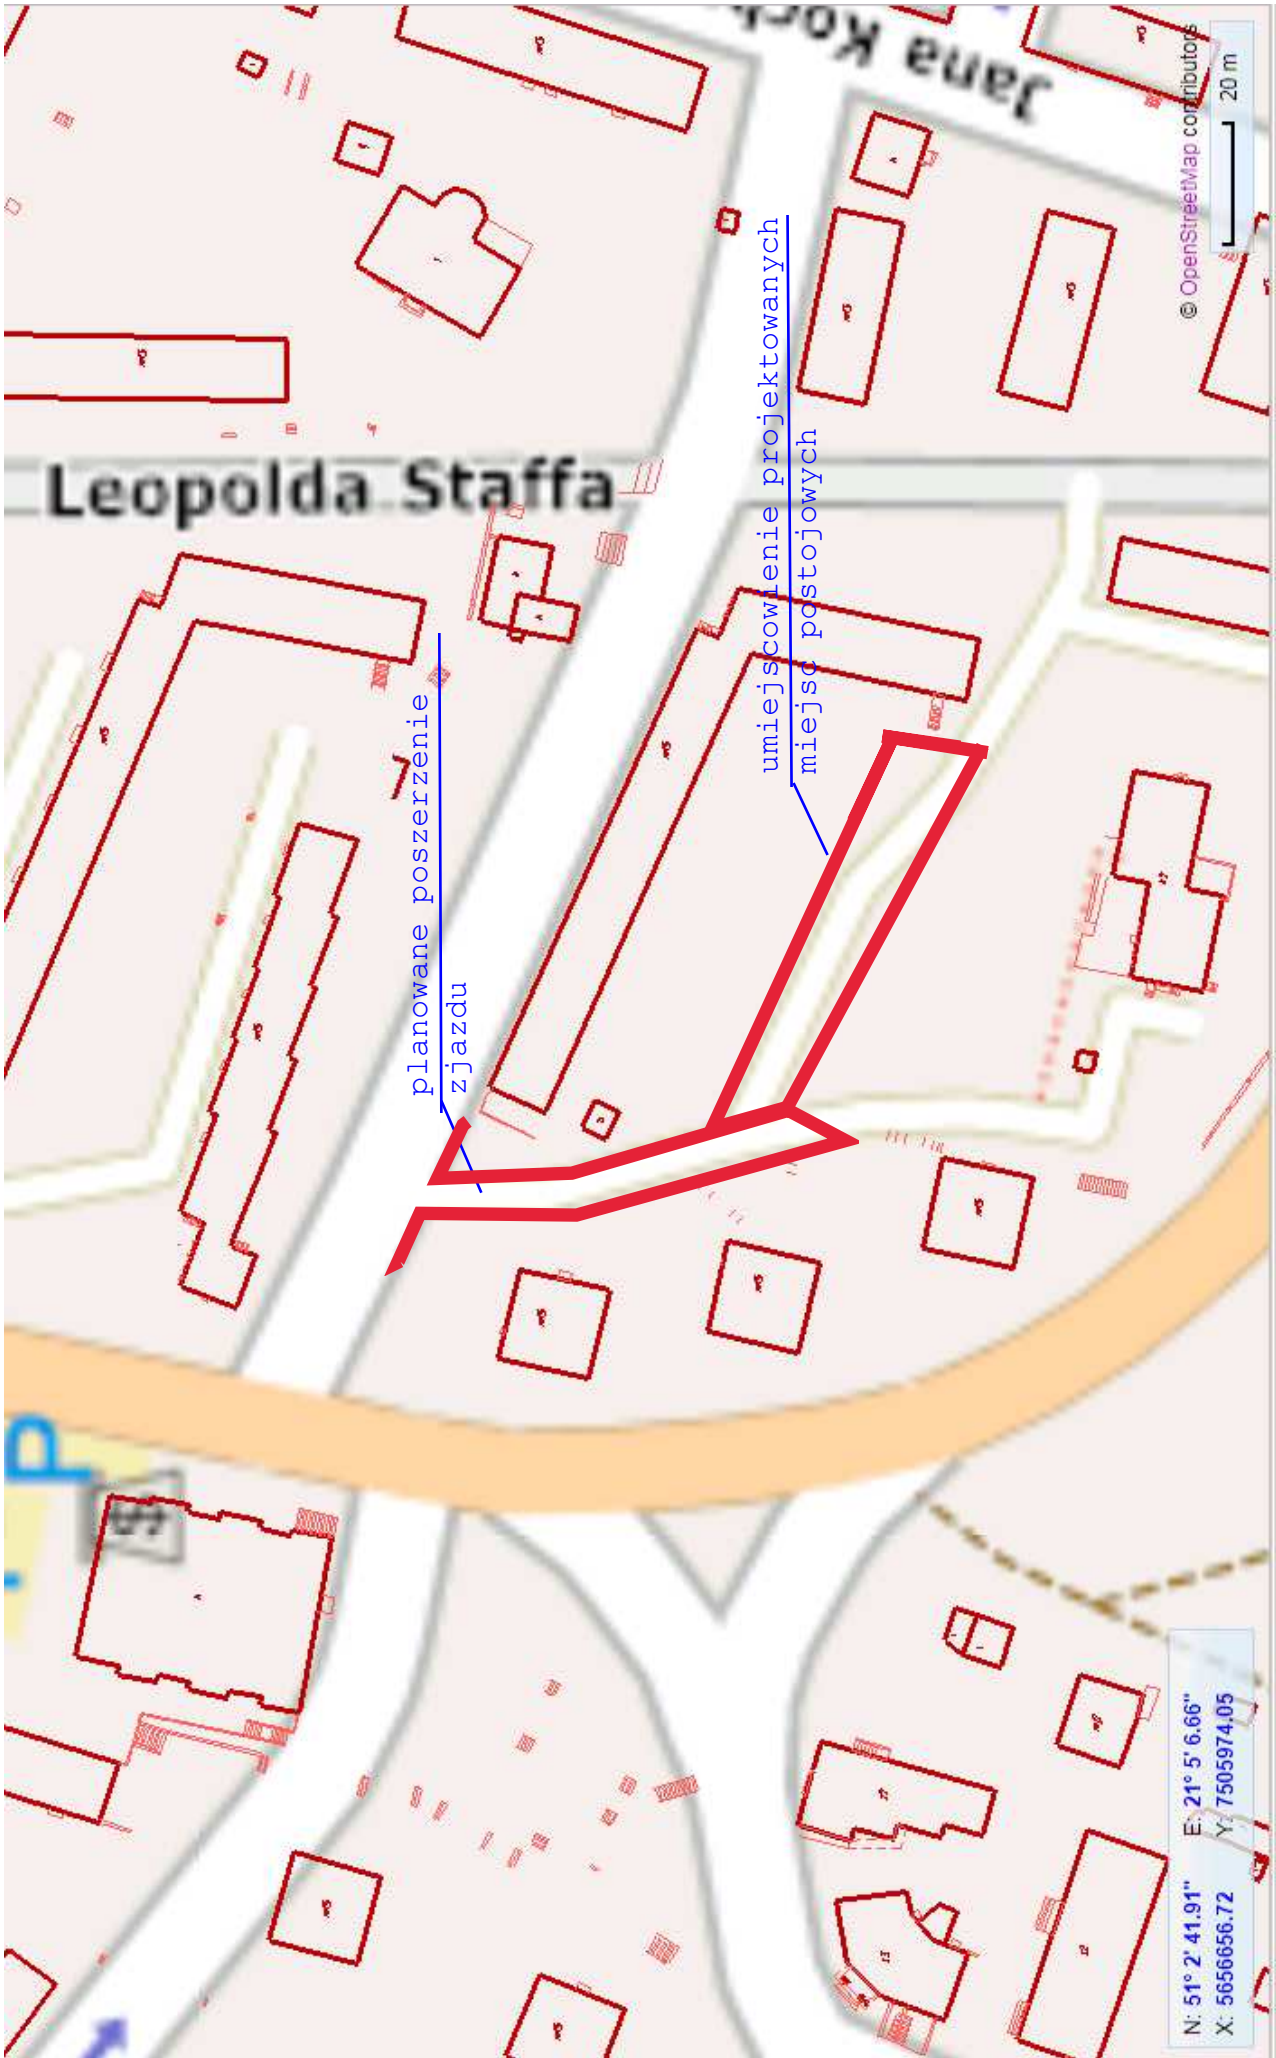 Jana Koch
© OpenStreetMap contributors
20 m
Leopolda Staffa
umiejscowienie projektowanych
miejsc postojowych
planowane poszerzenie
zjazdu
P
N: 51° 2' 41.91" E: 21° 5' 6.66"
X: 5656656.72 Y: 7505974.05